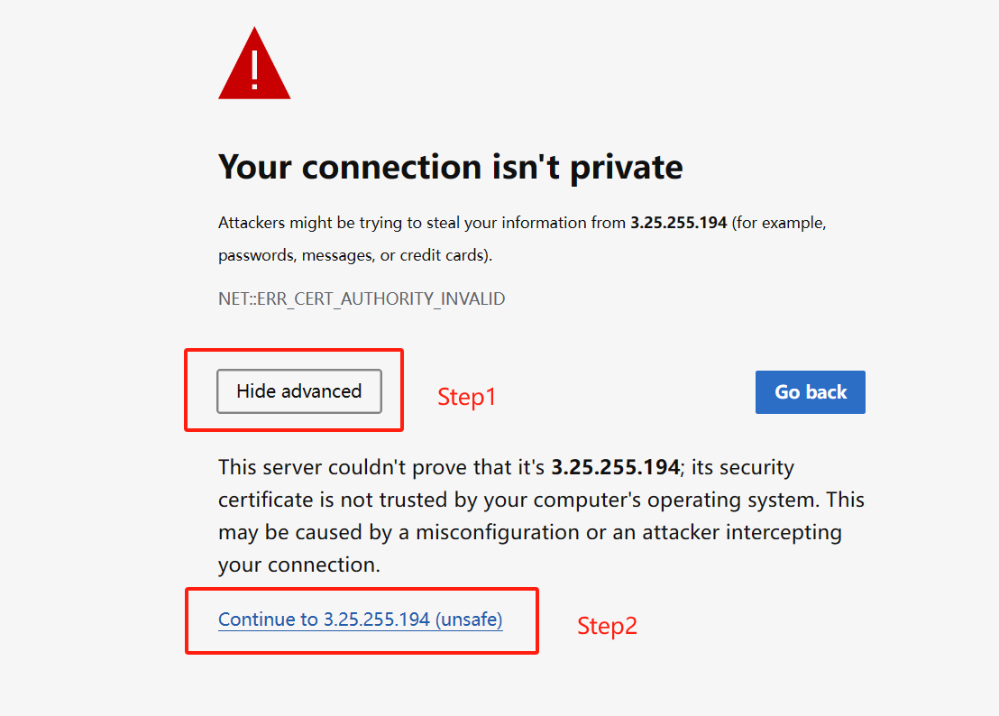 !
Your connection isn't private
Attackers might be trying to steal your information from 3.25.255.194 (for example,
passwords, messages, or credit cards).
NET::ERR_CERT_AUTHORITY_INVALID
Hide advanced
Step1
Go back
This server couldn't prove that it's 3.25.255.194; its security
certificate is not trusted by your computer's operating system. This
may be caused by a misconfiguration or an attacker intercepting
your connection.
Continue to 3.25.255.194 (unsafe)
Step2